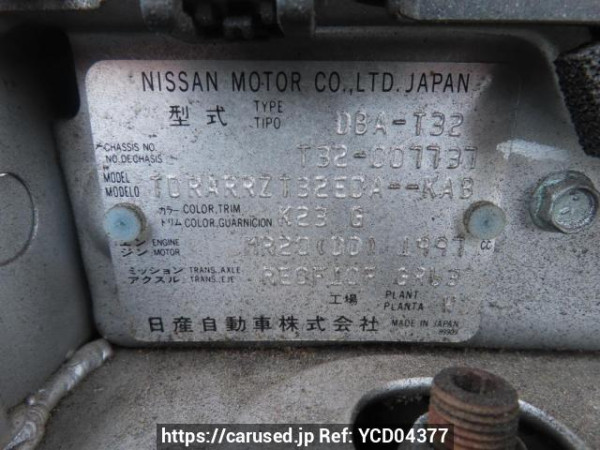 NISSAN MOTOR CO.,LTD. JAPAN
型式 TYPE TIPO DBA-T32
CHASSIS NO. NO.DE CHASIS T32-007737
MODEL MODELO TDRARRZT32EDA--KAB
カラー トリム COLOR,TRIM COLOR,GUARNICION K23 G
エンジン ENGINE MOTOR MR20(DD) 1997 CC
ミッション アクスル TRANS. AXLE TRANS. EJE
工場 PLANT PLANTA
日産自動車株式会社 MADE IN JAPAN
https://carused.jp Ref: YCD04377